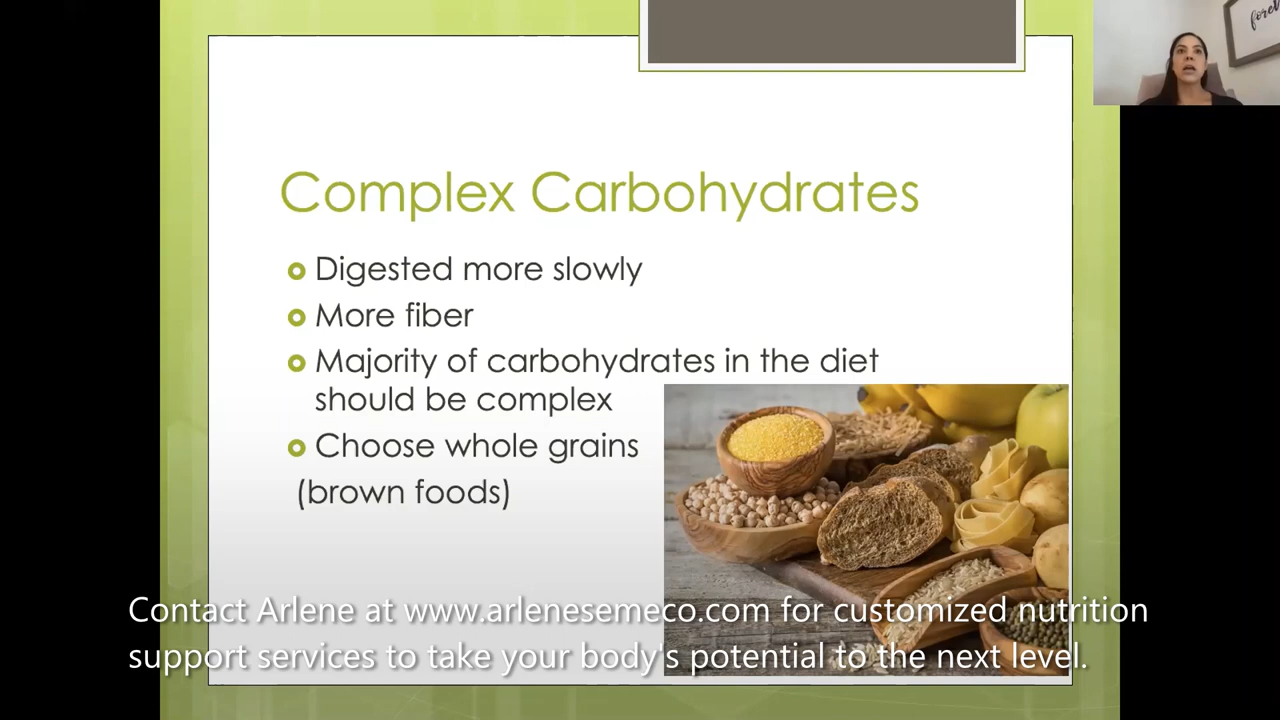 Complex Carbohydrates
Digested more slowly
More fiber
Majority of carbohydrates in the diet
should be complex
Choose whole grains
(brown foods)
Contact Arlene at www.arlenesemeco.com for customized nutrition
support services to take your body's potential to the next level.